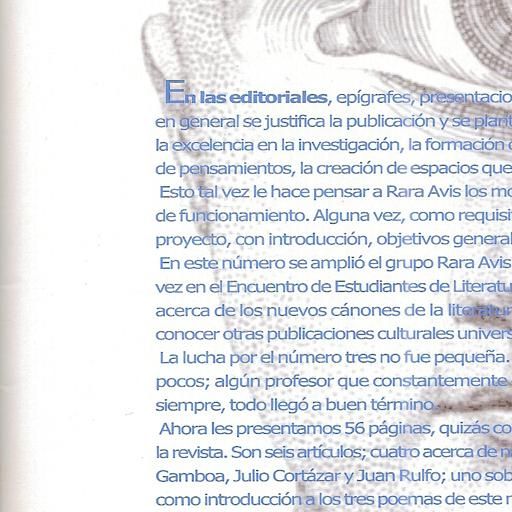 En las editoriales, epígrafes, presentacio
en general se justifica la publicación y se plant
la excelencia en la investigación, la formación
de pensamientos, la creación de espacios que
Esto tal vez le hace pensar a Rara Avis los mo
de funcionamiento. Alguna vez, como requisi
proyecto, con introducción, objetivos general
En este número se amplió el grupo Rara Avis
vez en el Encuentro de Estudiantes de Literatu
acerca de los nuevos cánones de la literatur
conocer otras publicaciones culturales univers
La lucha por el número tres no fue pequeña.
pocos; algún profesor que constantemente
siempre, todo llegó a buen término.
Ahora les presentamos 56 páginas, quizás co
la revista. Son seis artículos; cuatro acerca de n
Gamboa, Julio Cortázar y Juan Rulfo; uno sob
como introducción a los tres poemas de este n